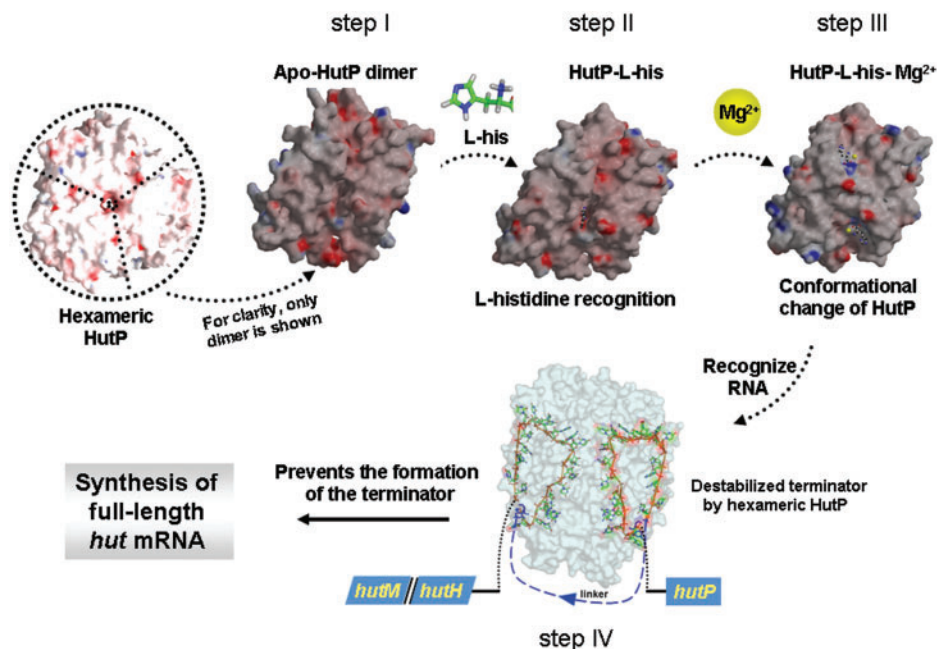 step I
step II
step III
Apo-HutP dimer
HutP-L-his
HutP-L-his- Mg²⁺
L-his
Mg²⁺
Hexameric
HutP
For clarity, only
dimer is shown
L-histidine recognition
Conformational
change of HutP
Recognize
RNA
Synthesis of
full-length
hut mRNA
Prevents the formation
of the terminator
Destabilized terminator
by hexameric HutP
hutM
hutH
linker
hutP
step IV